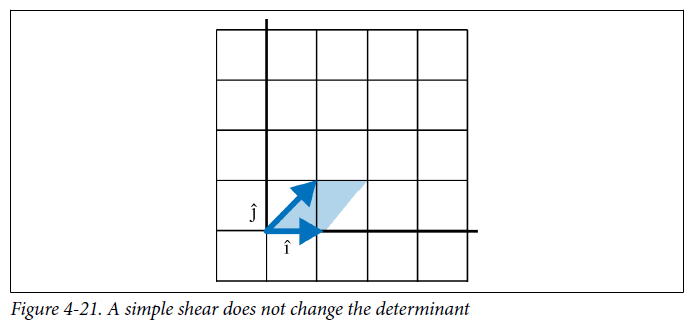 ĵ
î
Figure 4-21. A simple shear does not change the determinant